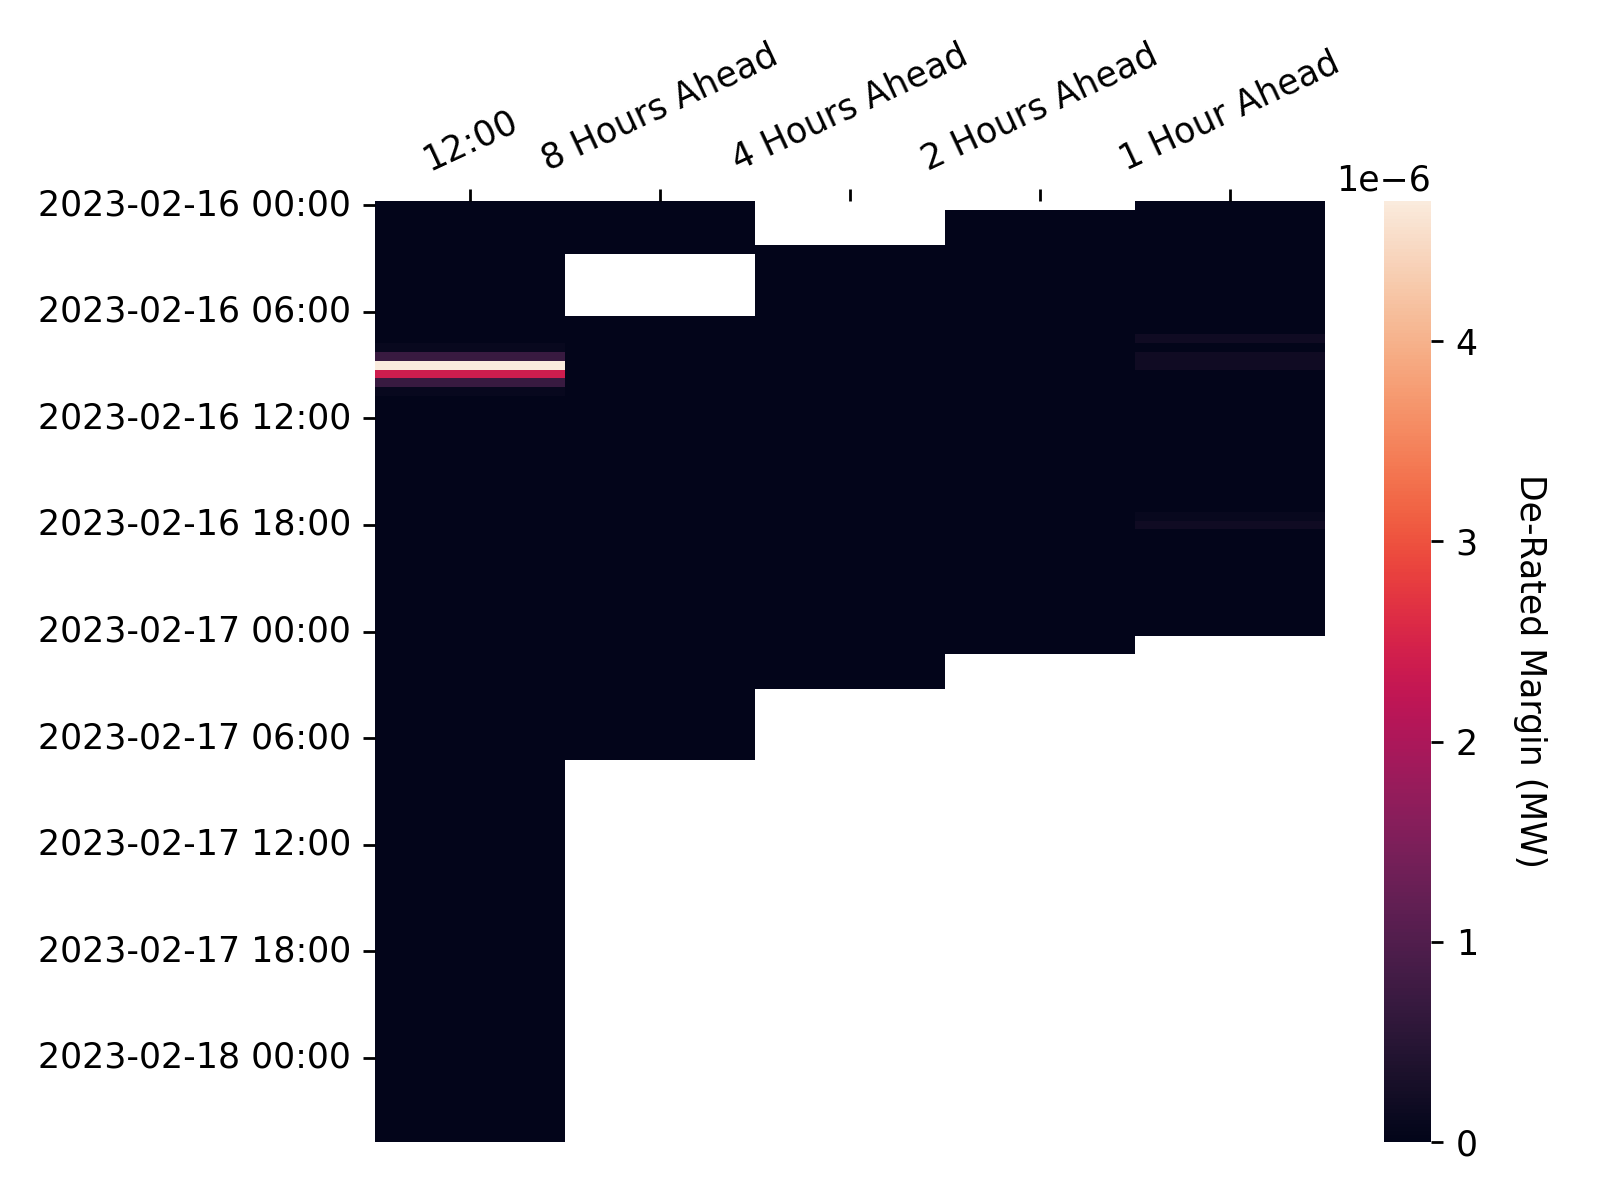 12:00
8 Hours Ahead
4 Hours Ahead
2 Hours Ahead
1 Hour Ahead
2023-02-16 00:00
2023-02-16 06:00
2023-02-16 12:00
2023-02-16 18:00
2023-02-17 00:00
2023-02-17 06:00
2023-02-17 12:00
2023-02-17 18:00
2023-02-18 00:00
1e−6
4
3
2
1
0
De-Rated Margin (MW)